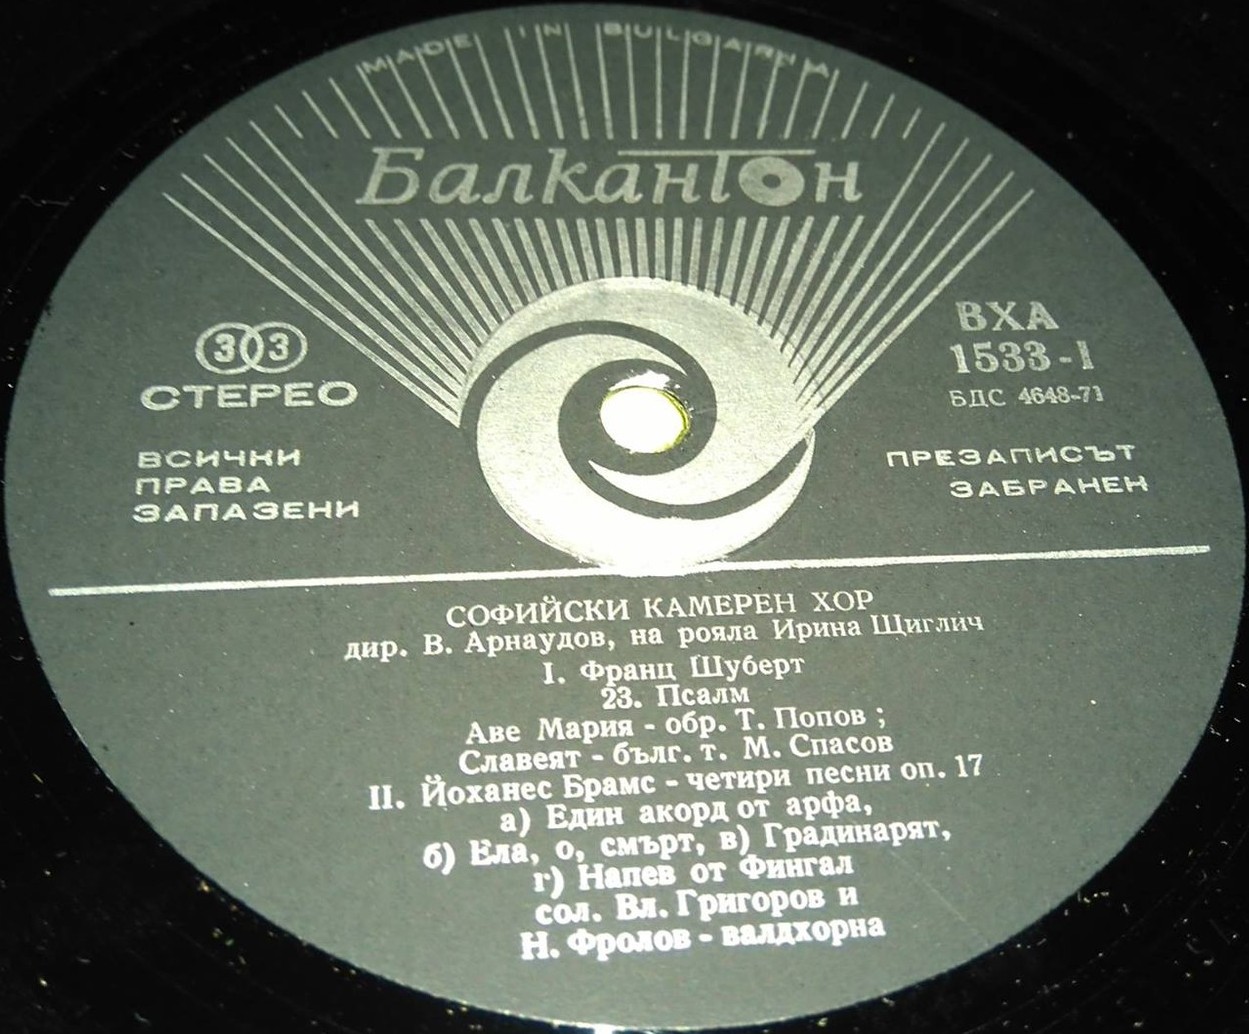 MADE IN BULGARIA
Балкантон
33
СТЕРЕО
ВСИЧКИ
ПРАВА
ЗАПАЗЕНИ
ВХА
1533-I
БДС 4648-71
ПРЕЗАПИСЪТ
ЗАБРАНЕН
СОФИЙСКИ КАМЕРЕН ХОР
дир. В. Арнаудов, на рояла Ирина Щиглич
I. Франц Шуберт
23. Псалм
Аве Мария - обр. Т. Попов ;
Славеят - бълг. т. М. Спасов
II. Йоханес Брамс - четири песни оп. 17
а) Един акорд от арфа,
б) Ела, о, смърт, в) Градинарят,
г) Напев от Фингал
сол. Вл. Григоров и
Н. Фролов - валдхорна